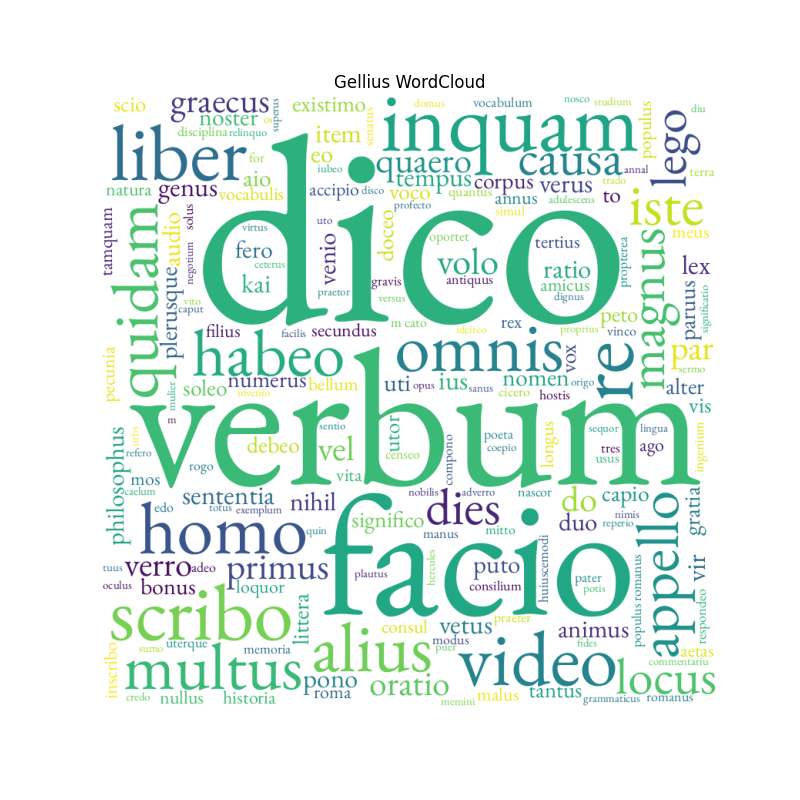 Gellius WordCloud
scio graecus existimo dontus vocabulum nosco studium diu
noster superus senatus inquam populus
disciplina relinquo os item lego
liber for iubeo eo quaero causa annal terra
natura genus aio accipio disco tempus corpus verus trado
vocabulis voco quantus annus adulescens to iste
tamquam solus dico profecto simul meus
quidam audio virtus uto doceo oportet tertius propterea magnus
plerusque negotium fero ceterus venio volo ratio lex
kai gravis antiquus amicus paruus significatio
vito caput praetor versus dignus
filius facilis secundus m cato idcirco rex proprius peto vinco
pecunia habeo omnis vox re par sermo
soleo numerus bellum uti opus ius sanus nomen origo alter
mulier invenio cicero hostis vis
m verbum
philosophus urbs sentio utor poeta sequor lingua ingenium
refero debeo vel censeo compono coepio longus tres usus ago
mos rogo vita
caelum edo sententia totus exemplum nihil nobilis adverro nascor do capio gratia
homo quin significo dies manus mitto duo nimis reperio
facio appello
tuus verro adeo primus plautus hercules puto huiuscemodi pater vir
oculus bonus loquor consilium potis populus romanus
scribo littera consul vetus praeter animus respondeo
inscribo uterque memoria alius modus puer fides aetas
sumo multus pono video commentariu
credo nullus historia roma oratio memini malus tantus grammaticus romanus locus